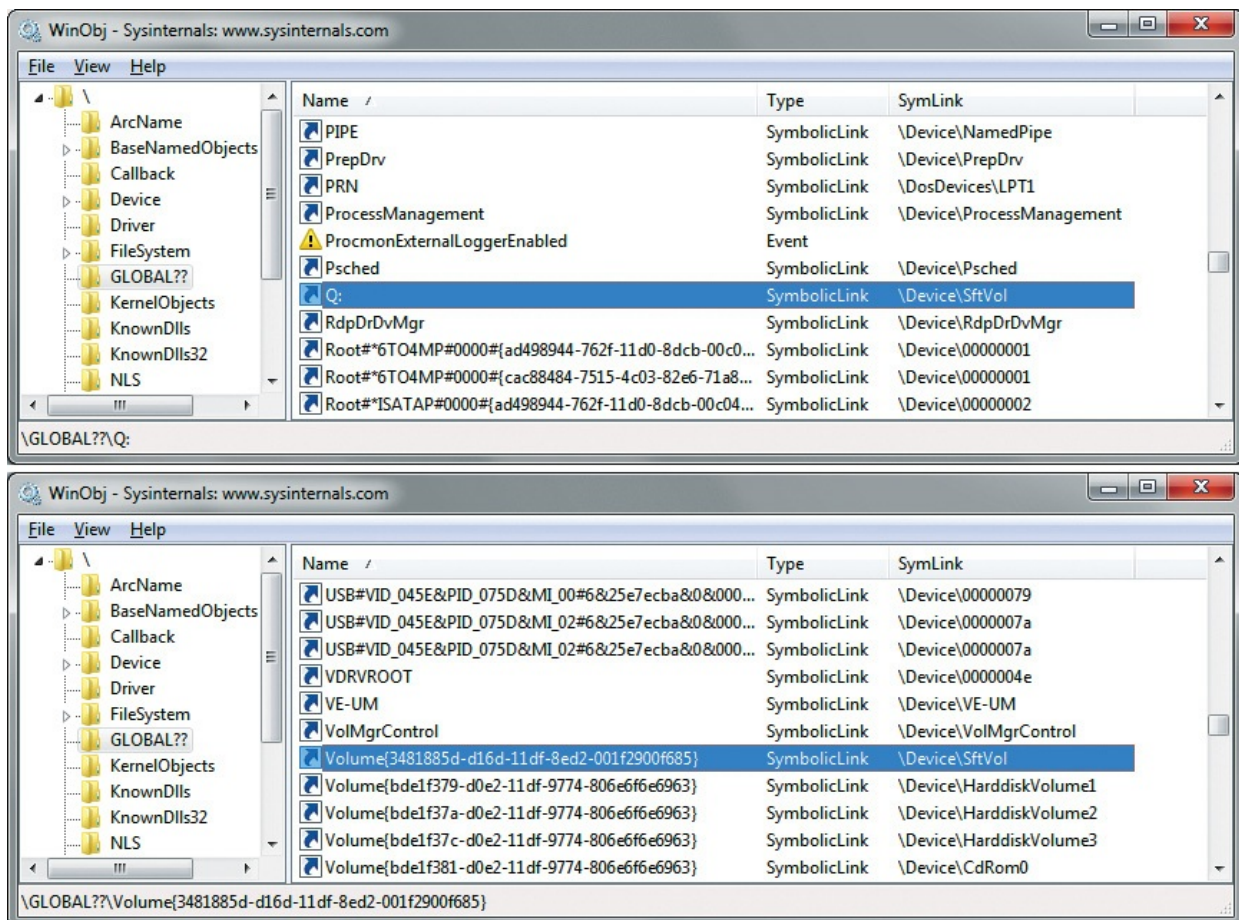 WinObj - Sysinternals: www.sysinternals.com
File View Help
\
ArcName
BaseNamedObjects
Callback
Device
Driver
FileSystem
GLOBAL??
KernelObjects
KnownDlls
KnownDlls32
NLS
Name / Type SymLink
PIPE SymbolicLink \Device\NamedPipe
PrepDrv SymbolicLink \Device\PrepDrv
PRN SymbolicLink \DosDevices\LPT1
ProcessManagement SymbolicLink \Device\ProcessManagement
ProcmonExternalLoggerEnabled Event
Psched SymbolicLink \Device\Psched
Q: SymbolicLink \Device\SftVol
RdpDrDvMgr SymbolicLink \Device\RdpDrDvMgr
Root#*6TO4MP#0000#{ad498944-762f-11d0-8dcb-00c0... SymbolicLink \Device\00000001
Root#*6TO4MP#0000#{cac88484-7515-4c03-82e6-71a8... SymbolicLink \Device\00000001
Root#*ISATAP#0000#{ad498944-762f-11d0-8dcb-00c04... SymbolicLink \Device\00000002
\GLOBAL??\Q:
WinObj - Sysinternals: www.sysinternals.com
File View Help
\
ArcName
BaseNamedObjects
Callback
Device
Driver
FileSystem
GLOBAL??
KernelObjects
KnownDlls
KnownDlls32
NLS
Name / Type SymLink
USB#VID_045E&PID_075D&MI_00#6&25e7ecba&0&000... SymbolicLink \Device\00000079
USB#VID_045E&PID_075D&MI_02#6&25e7ecba&0&000... SymbolicLink \Device\0000007a
USB#VID_045E&PID_075D&MI_02#6&25e7ecba&0&000... SymbolicLink \Device\0000007a
VDRVROOT SymbolicLink \Device\0000004e
VE-UM SymbolicLink \Device\VE-UM
VolMgrControl SymbolicLink \Device\VolMgrControl
Volume{3481885d-d16d-11df-8ed2-001f2900f685} SymbolicLink \Device\SftVol
Volume{bde1f379-d0e2-11df-9774-806e6f6e6963} SymbolicLink \Device\HarddiskVolume1
Volume{bde1f37a-d0e2-11df-9774-806e6f6e6963} SymbolicLink \Device\HarddiskVolume2
Volume{bde1f37c-d0e2-11df-9774-806e6f6e6963} SymbolicLink \Device\HarddiskVolume3
Volume{bde1f381-d0e2-11df-9774-806e6f6e6963} SymbolicLink \Device\CdRom0
\GLOBAL??\Volume{3481885d-d16d-11df-8ed2-001f2900f685}